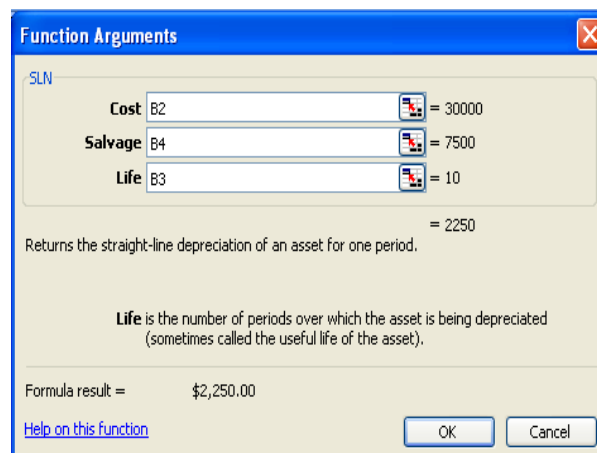 Function Arguments
SLN
Cost B2 = 30000
Salvage B4 = 7500
Life B3 = 10
= 2250
Returns the straight-line depreciation of an asset for one period.
Life is the number of periods over which the asset is being depreciated
(sometimes called the useful life of the asset).
Formula result = $2,250.00
Help on this function OK Cancel